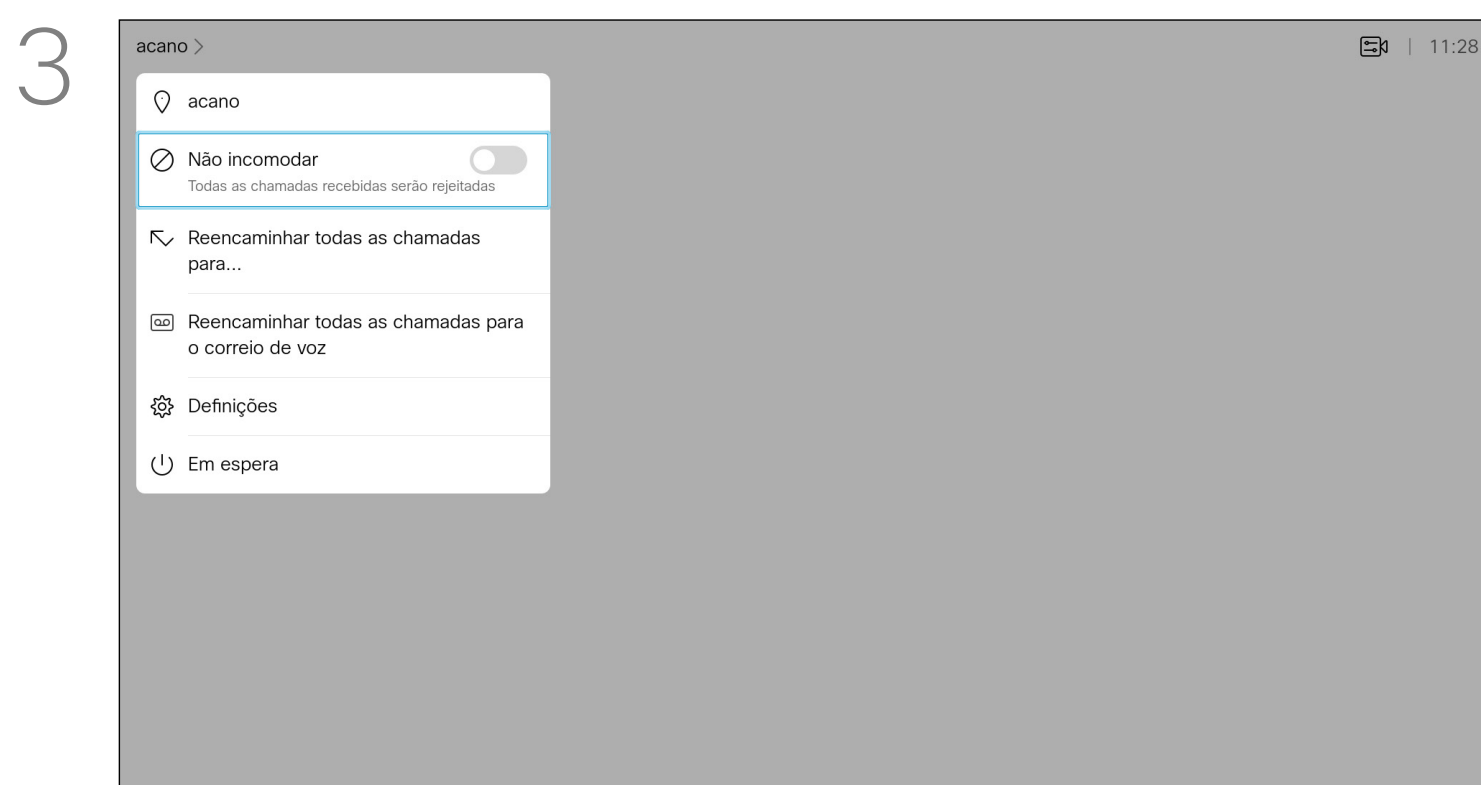 3
acano >
11:28
acano
Não incomodar
Todas as chamadas recebidas serão rejeitadas
Reencaminhar todas as chamadas
para...
Reencaminhar todas as chamadas para
o correio de voz
Definições
Em espera